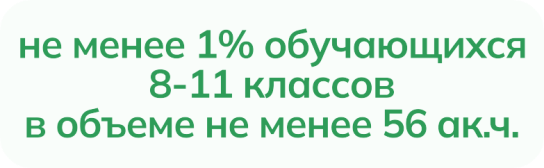 не менее 1% обучающихся
8-11 классов
в объеме не менее 56 ак.ч.